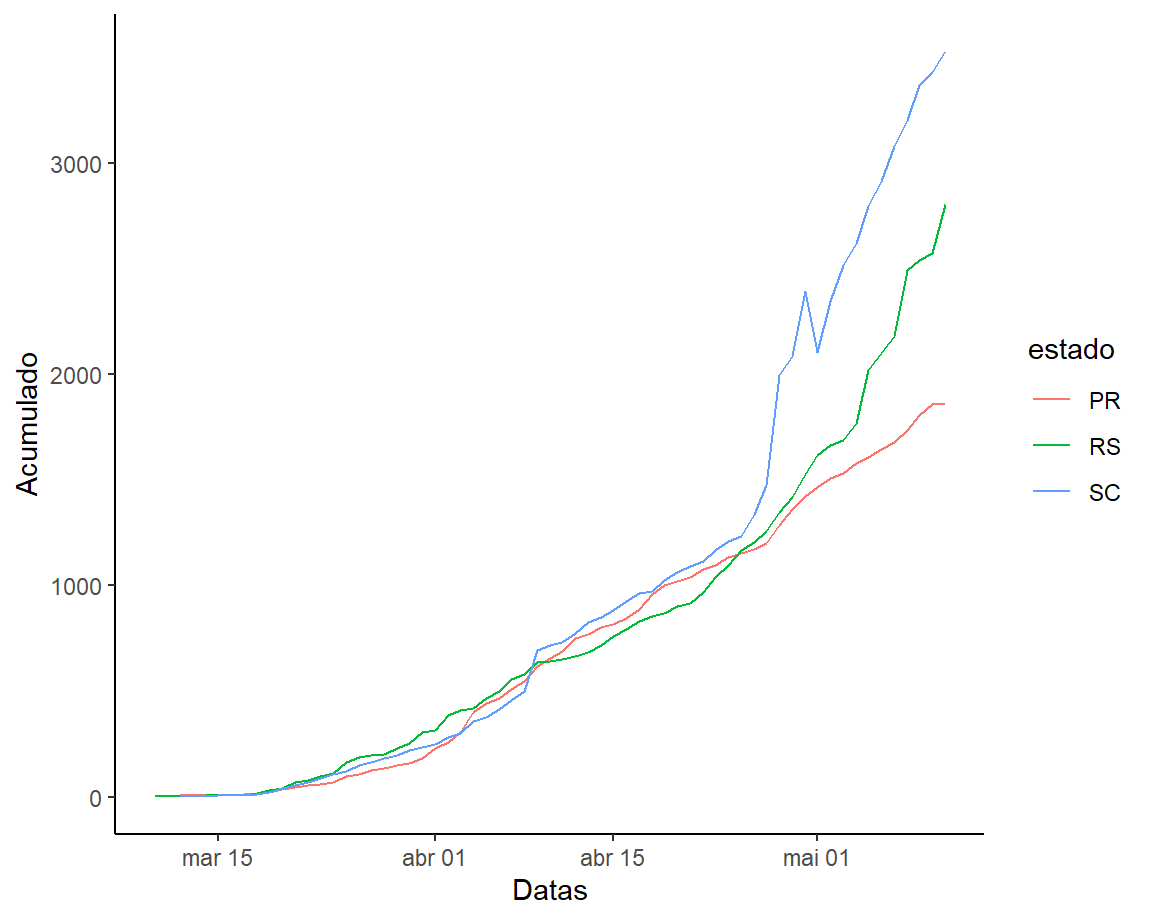 Acumulado
3000
2000
1000
0
mar 15
abr 01
abr 15
mai 01
Datas
estado
PR
RS
SC